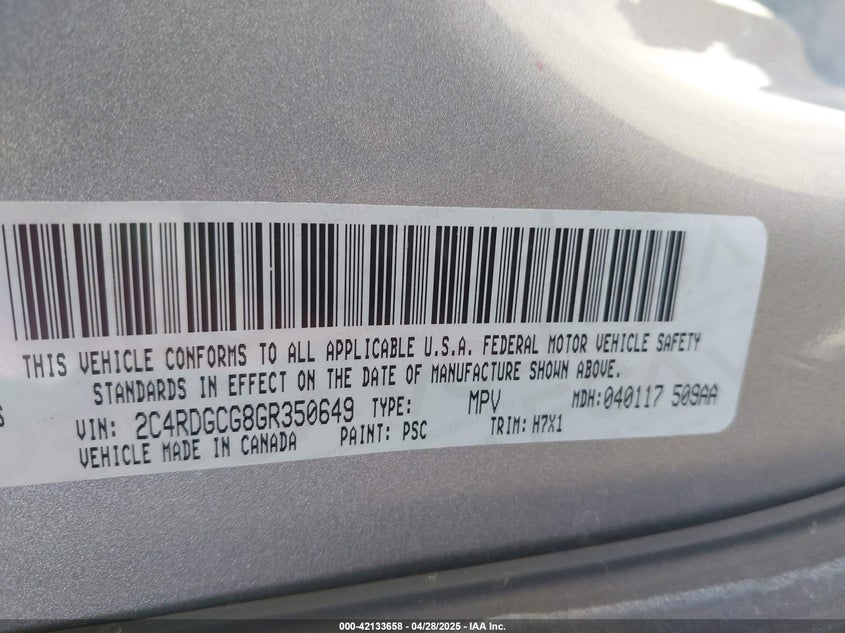 THIS VEHICLE CONFORMS TO ALL APPLICABLE U.S.A. FEDERAL MOTOR VEHICLE SAFETY
STANDARDS IN EFFECT ON THE DATE OF MANUFACTURE SHOWN ABOVE.
VIN: 2C4RDGCG8GR350649 TYPE: MPV MDH:040117 509AA
VEHICLE MADE IN CANADA PAINT: PSC TRIM: H7X1
000-42133658 - 04/28/2025 - IAA Inc.